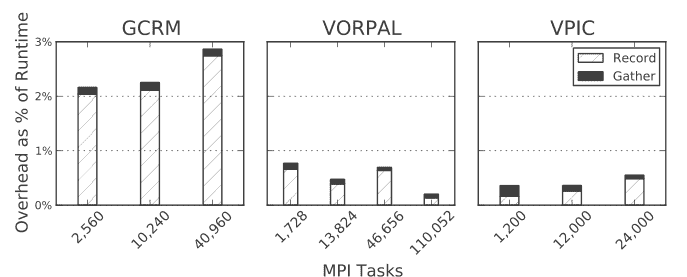 GCRM VORPAL VPIC
Overhead as % of Runtime
3%
2%
1%
0%
Record
Gather
2,560 10,240 40,960 1,728 13,824 46,656 110,052 1,200 12,000 24,000
MPI Tasks